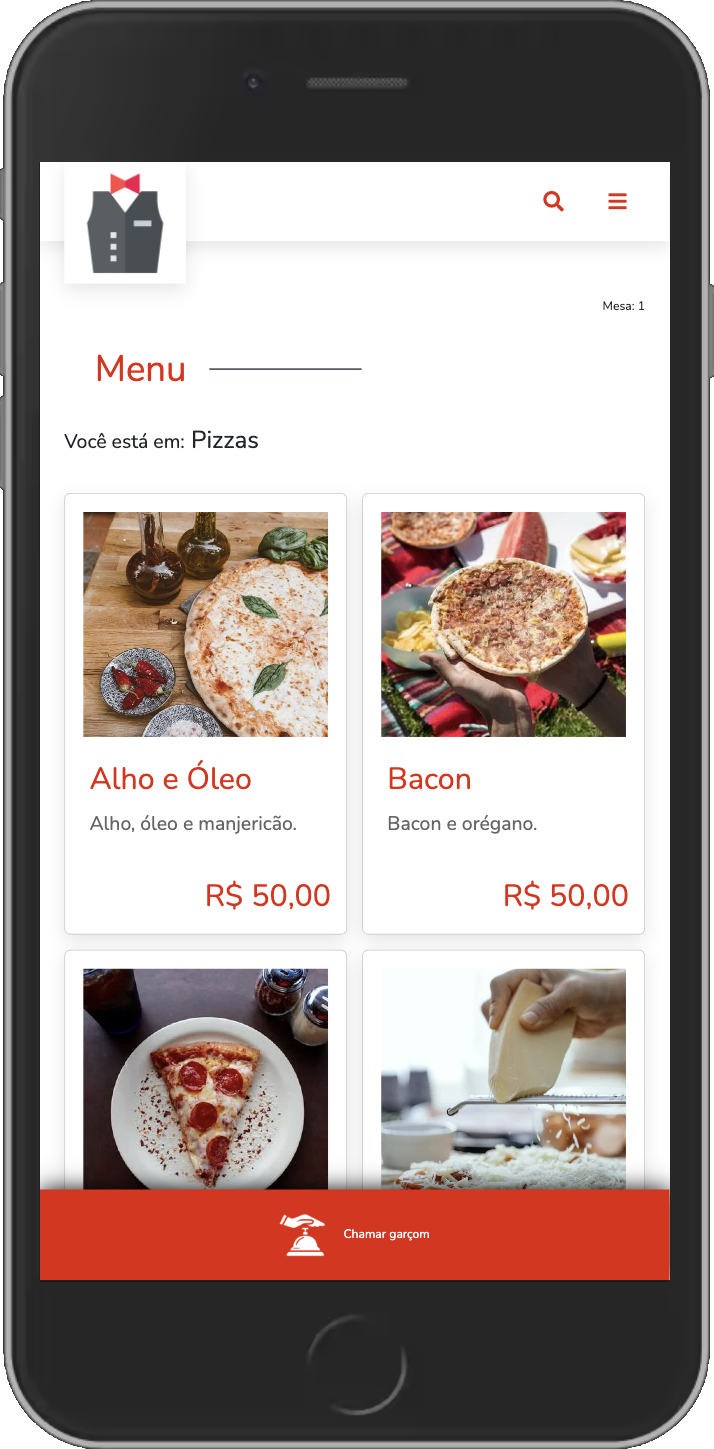 Mesa: 1
Menu
Você está em: Pizzas
Alho e Óleo
Alho, óleo e manjericão.
R$ 50,00
Bacon
Bacon e orégano.
R$ 50,00
Chamar garçom